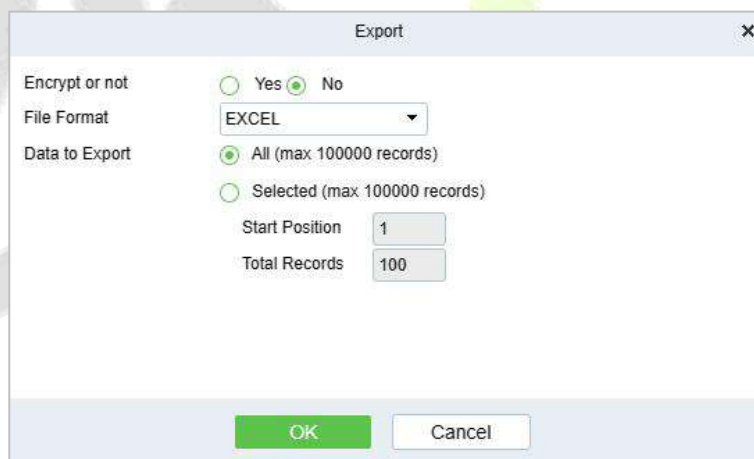 Export
Encrypt or not Yes No
File Format EXCEL
Data to Export All (max 100000 records)
Selected (max 100000 records)
Start Position 1
Total Records 100
OK Cancel